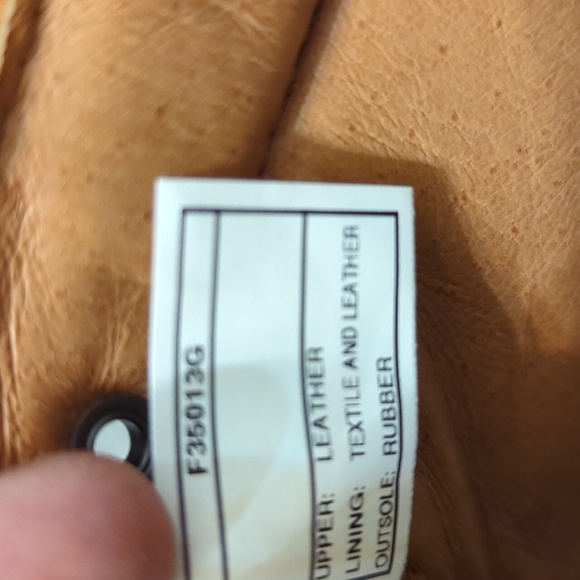 F35013G
UPPER: LEATHER
LINING: TEXTILE AND LEATHER
OUTSOLE: RUBBER